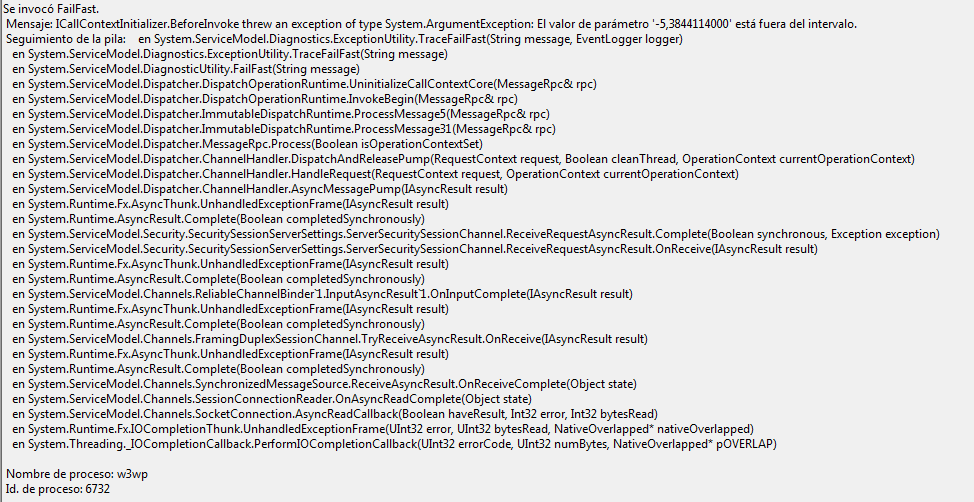 Se invocó FailFast.
Mensaje: ICallContextInitializer.BeforeInvoke threw an exception of type System.ArgumentException: El valor de parámetro '-5,3844114000' está fuera del intervalo.
Seguimiento de la pila:    en System.ServiceModel.Diagnostics.ExceptionUtility.TraceFailFast(String message, EventLogger logger)
en System.ServiceModel.Diagnostics.ExceptionUtility.TraceFailFast(String message)
en System.ServiceModel.DiagnosticUtility.FailFast(String message)
en System.ServiceModel.Dispatcher.DispatchOperationRuntime.UninitializeCallContextCore(MessageRpc& rpc)
en System.ServiceModel.Dispatcher.DispatchOperationRuntime.InvokeBegin(MessageRpc& rpc)
en System.ServiceModel.Dispatcher.ImmutableDispatchRuntime.ProcessMessage5(MessageRpc& rpc)
en System.ServiceModel.Dispatcher.ImmutableDispatchRuntime.ProcessMessage31(MessageRpc& rpc)
en System.ServiceModel.Dispatcher.MessageRpc.Process(Boolean isOperationContextSet)
en System.ServiceModel.Dispatcher.ChannelHandler.DispatchAndReleasePump(RequestContext request, Boolean cleanThread, OperationContext currentOperationContext)
en System.ServiceModel.Dispatcher.ChannelHandler.HandleRequest(RequestContext request, OperationContext currentOperationContext)
en System.ServiceModel.Dispatcher.ChannelHandler.AsyncMessagePump(IAsyncResult result)
en System.Runtime.Fx.AsyncThunk.UnhandledExceptionFrame(IAsyncResult result)
en System.Runtime.AsyncResult.Complete(Boolean completedSynchronously)
en System.ServiceModel.Security.SecuritySessionServerSettings.ServerSecuritySessionChannel.ReceiveRequestAsyncResult.Complete(Boolean synchronous, Exception exception)
en System.ServiceModel.Security.SecuritySessionServerSettings.ServerSecuritySessionChannel.ReceiveRequestAsyncResult.OnReceive(IAsyncResult result)
en System.Runtime.Fx.AsyncThunk.UnhandledExceptionFrame(IAsyncResult result)
en System.Runtime.AsyncResult.Complete(Boolean completedSynchronously)
en System.ServiceModel.Channels.ReliableChannelBinder`1.InputAsyncResult`1.OnInputComplete(IAsyncResult result)
en System.Runtime.Fx.AsyncThunk.UnhandledExceptionFrame(IAsyncResult result)
en System.Runtime.AsyncResult.Complete(Boolean completedSynchronously)
en System.ServiceModel.Channels.FramingDuplexSessionChannel.TryReceiveAsyncResult.OnReceive(IAsyncResult result)
en System.Runtime.Fx.AsyncThunk.UnhandledExceptionFrame(IAsyncResult result)
en System.Runtime.AsyncResult.Complete(Boolean completedSynchronously)
en System.ServiceModel.Channels.SynchronizedMessageSource.ReceiveAsyncResult.OnReceiveComplete(Object state)
en System.ServiceModel.Channels.SessionConnectionReader.OnAsyncReadComplete(Object state)
en System.ServiceModel.Channels.SocketConnection.AsyncReadCallback(Boolean haveResult, Int32 error, Int32 bytesRead)
en System.Runtime.Fx.IOCompletionThunk.UnhandledExceptionFrame(UInt32 error, UInt32 bytesRead, NativeOverlapped* nativeOverlapped)
en System.Threading._IOCompletionCallback.PerformIOCompletionCallback(UInt32 errorCode, UInt32 numBytes, NativeOverlapped* pOVERLAP)
Nombre de proceso: w3wp
Id. de proceso: 6732